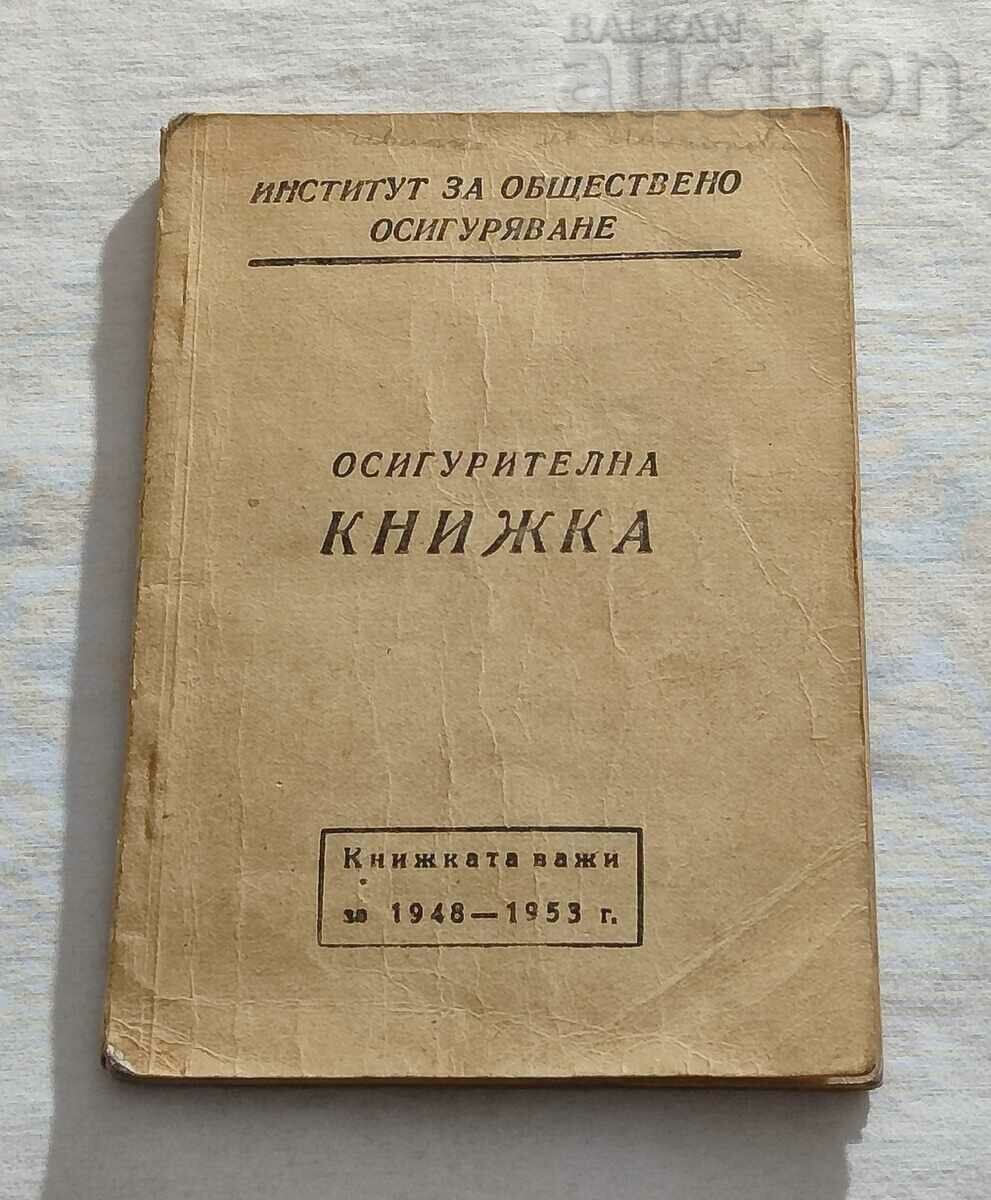 BALKAN
auction
ИНСТИТУТ ЗА ОБЩЕСТВЕНО
ОСИГУРЯВАНЕ
ОСИГУРИТЕЛНА
КНИЖКА
Книжката важи
за 1948—1953 г.